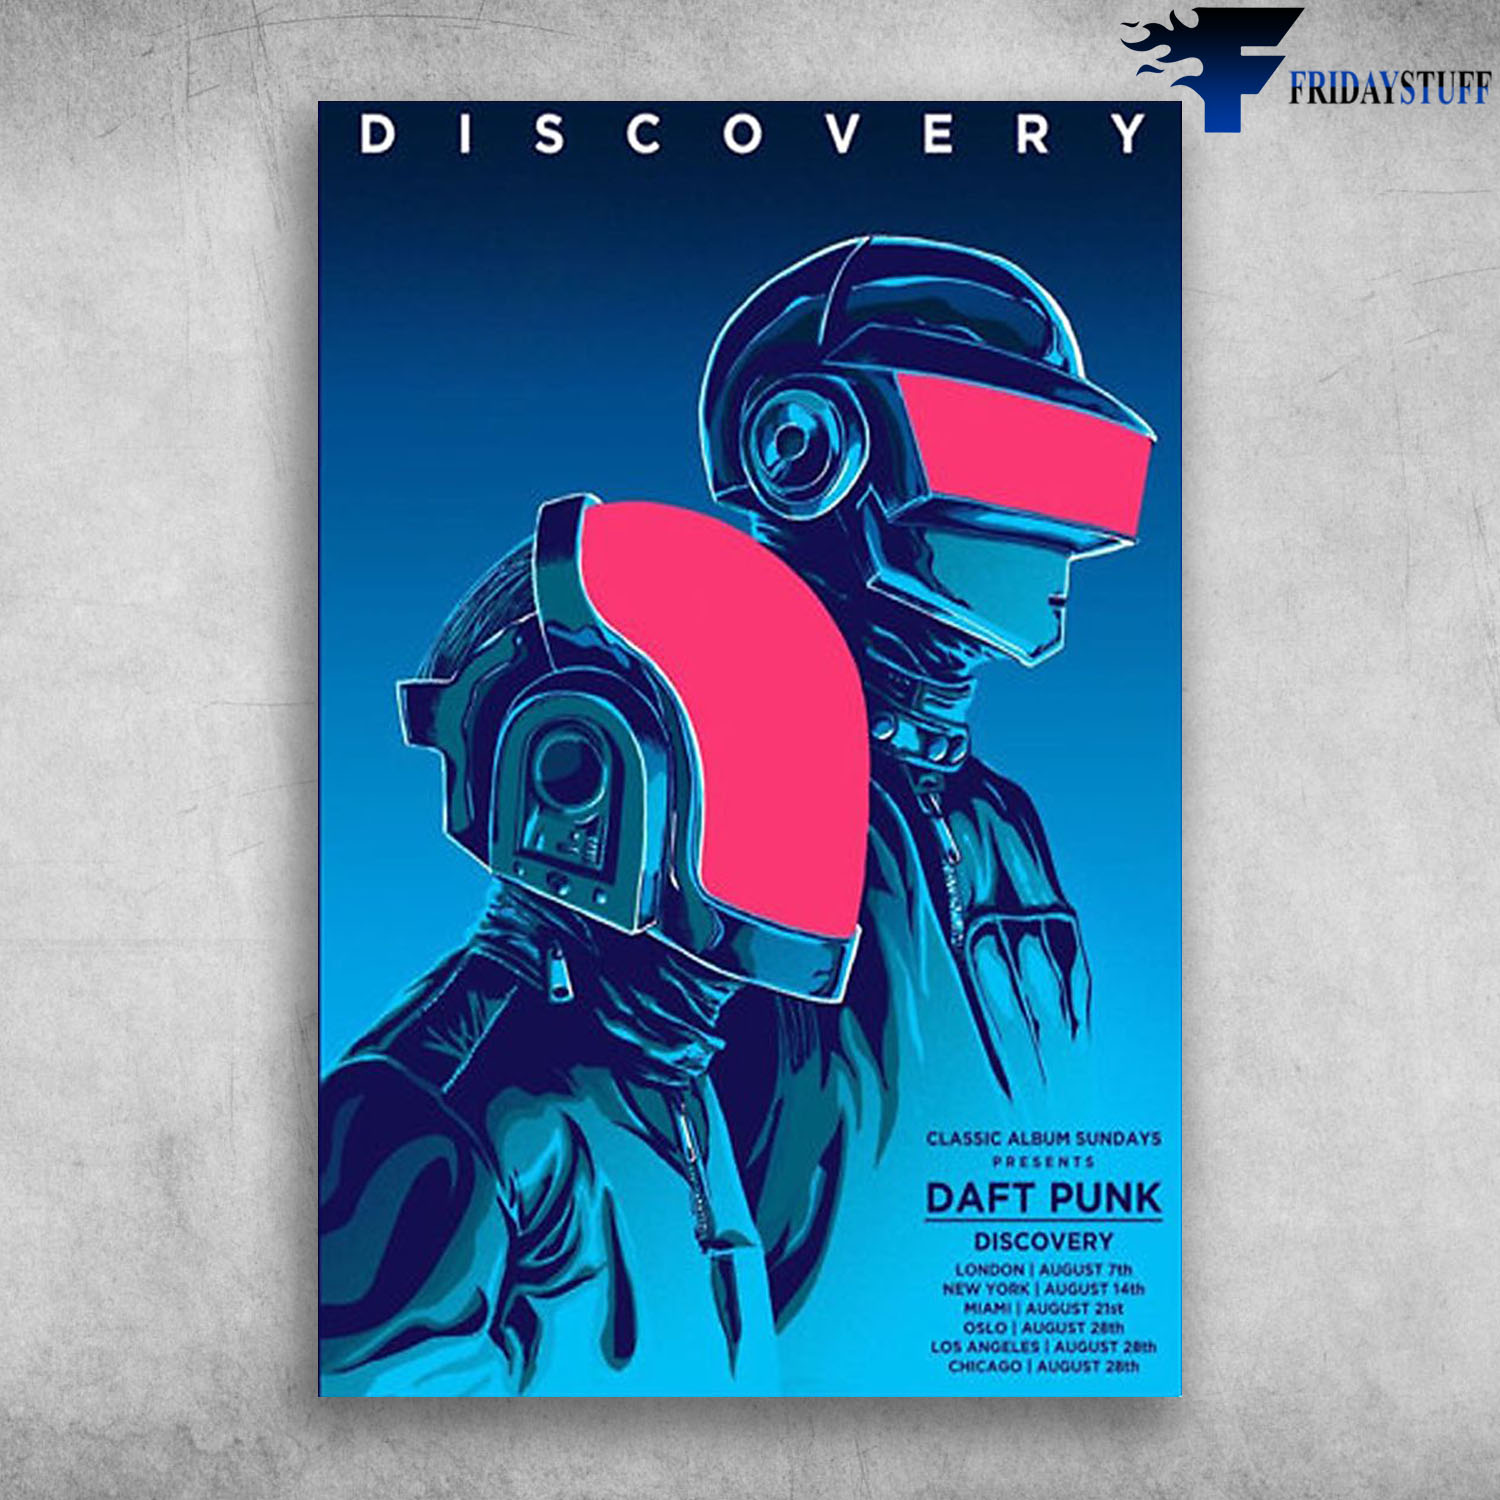 FRIDAYSTUFF
DISCOVERY
CLASSIC ALBUM SUNDAYS
PRESENTS
DAFT PUNK
DISCOVERY
LONDON | AUGUST 7th
NEW YORK | AUGUST 14th
MIAMI | AUGUST 21st
OSLO | AUGUST 28th
LOS ANGELES | AUGUST 28th
CHICAGO | AUGUST 28th